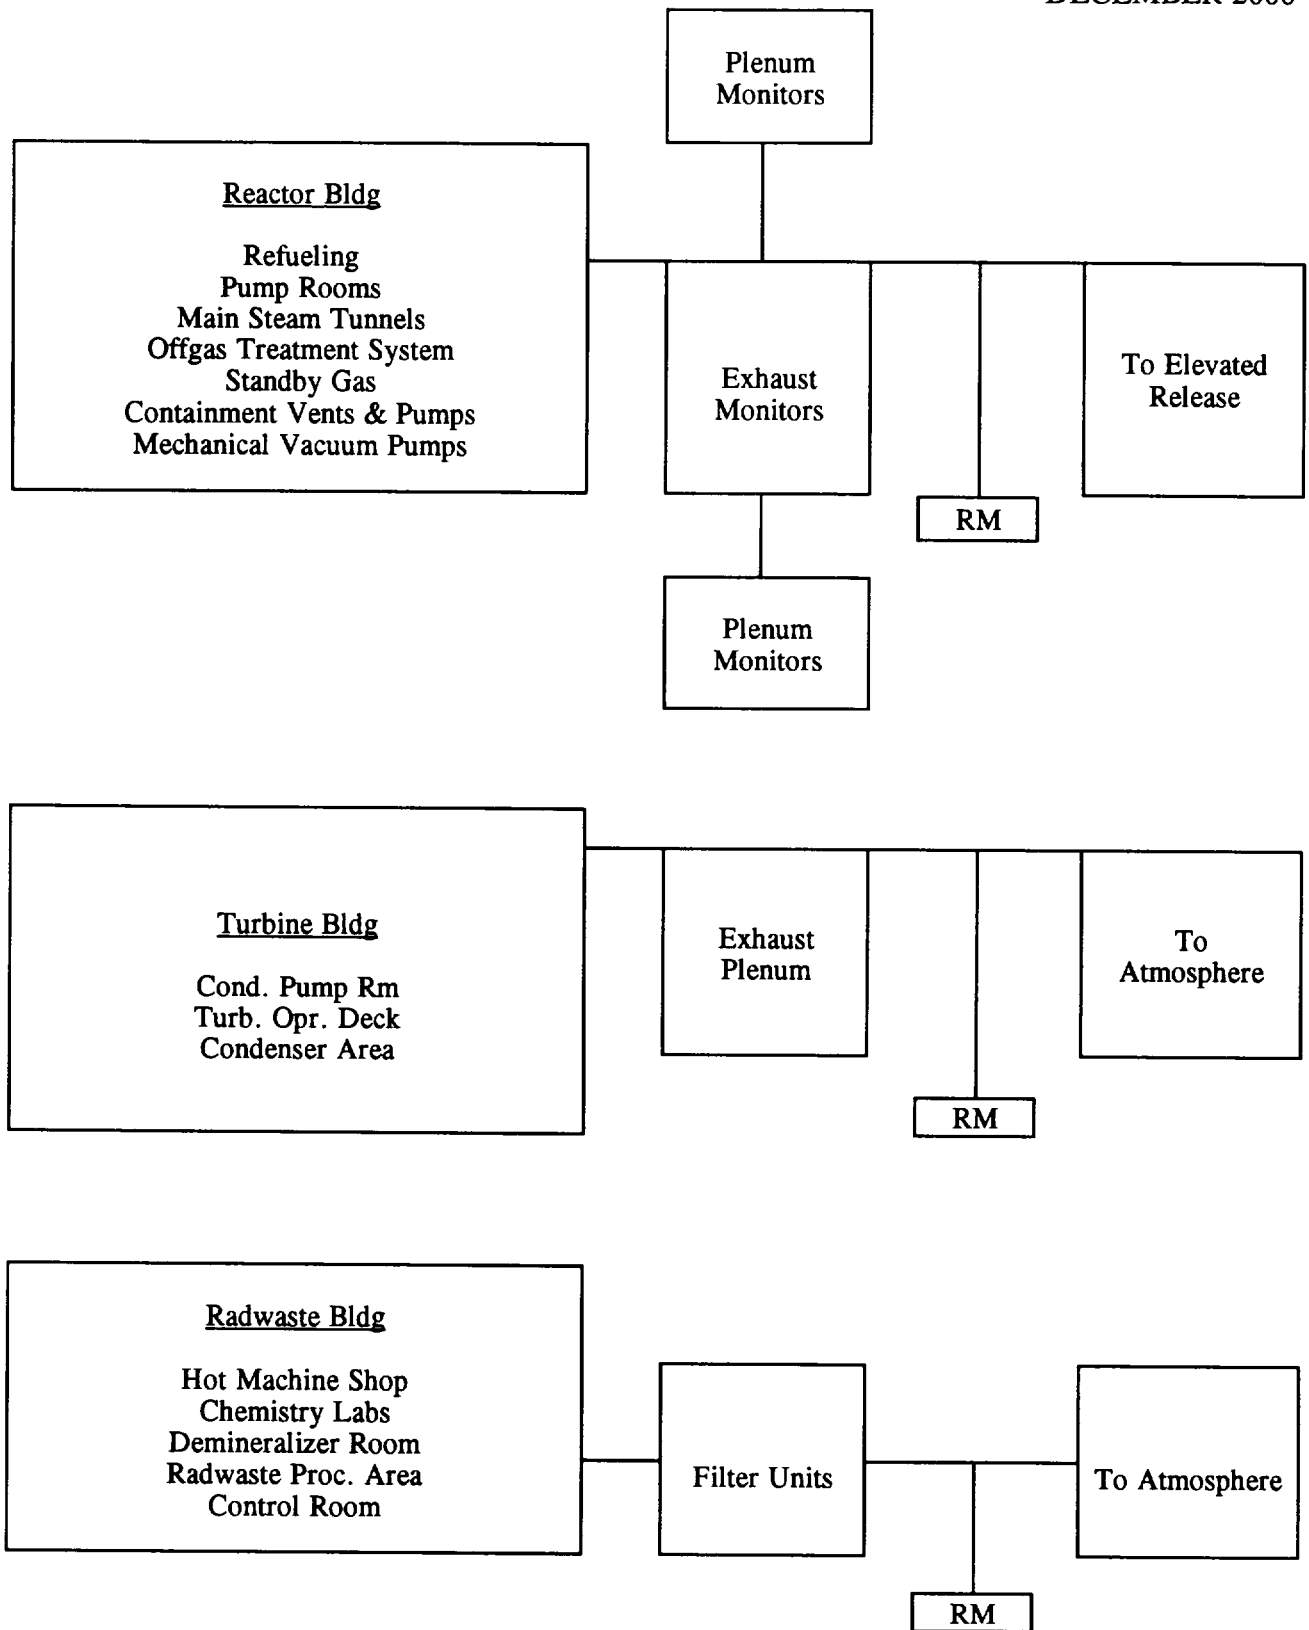 DECEMBER 2000
Plenum
Monitors
Reactor Bldg
Refueling
Pump Rooms
Main Steam Tunnels
Offgas Treatment System
Standby Gas
Containment Vents & Pumps
Mechanical Vacuum Pumps
Exhaust
Monitors
To Elevated
Release
RM
Plenum
Monitors
Turbine Bldg
Cond. Pump Rm
Turb. Opr. Deck
Condenser Area
Exhaust
Plenum
To
Atmosphere
RM
Radwaste Bldg
Hot Machine Shop
Chemistry Labs
Demineralizer Room
Radwaste Proc. Area
Control Room
Filter Units
To Atmosphere
RM